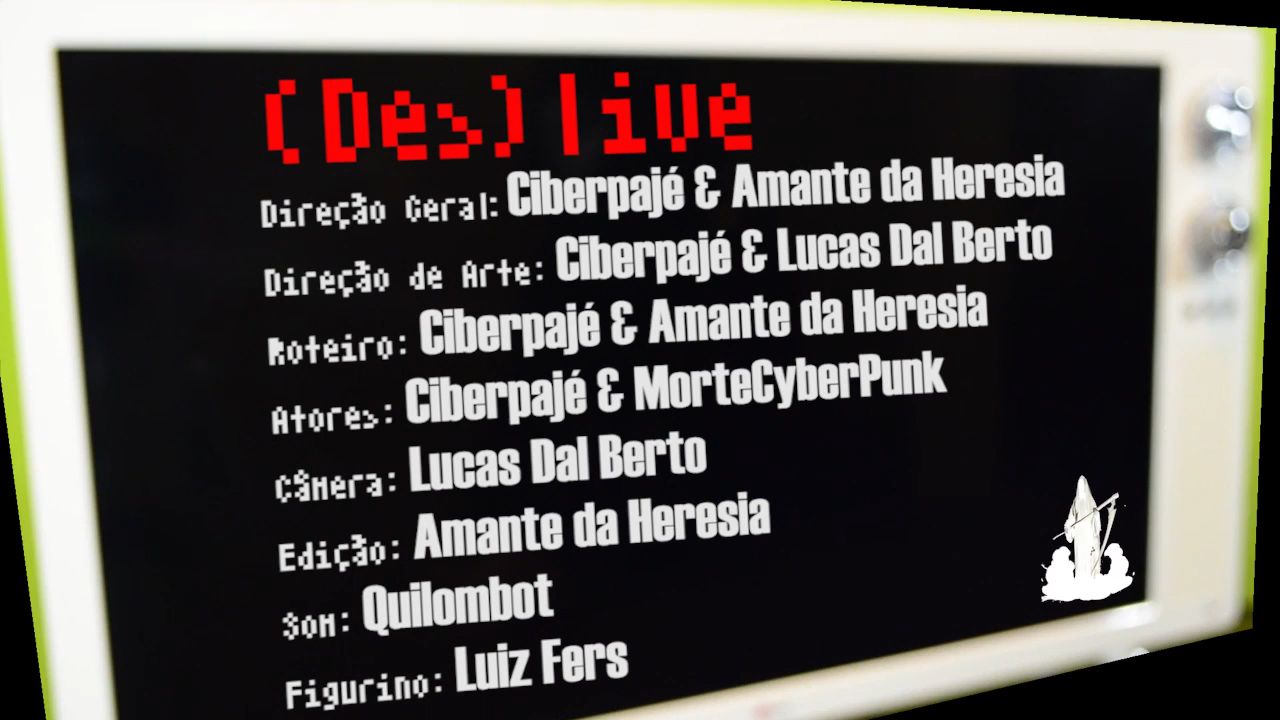 (Des)live
Direção Geral: Ciberpajé & Amante da Heresia
Direção de Arte: Ciberpajé & Lucas Dal Berto
Roteiro: Ciberpajé & Amante da Heresia
Atores: Ciberpajé & MorteCyberPunk
Câmera: Lucas Dal Berto
Edição: Amante da Heresia
Som: Quilombot
Figurino: Luiz Fers